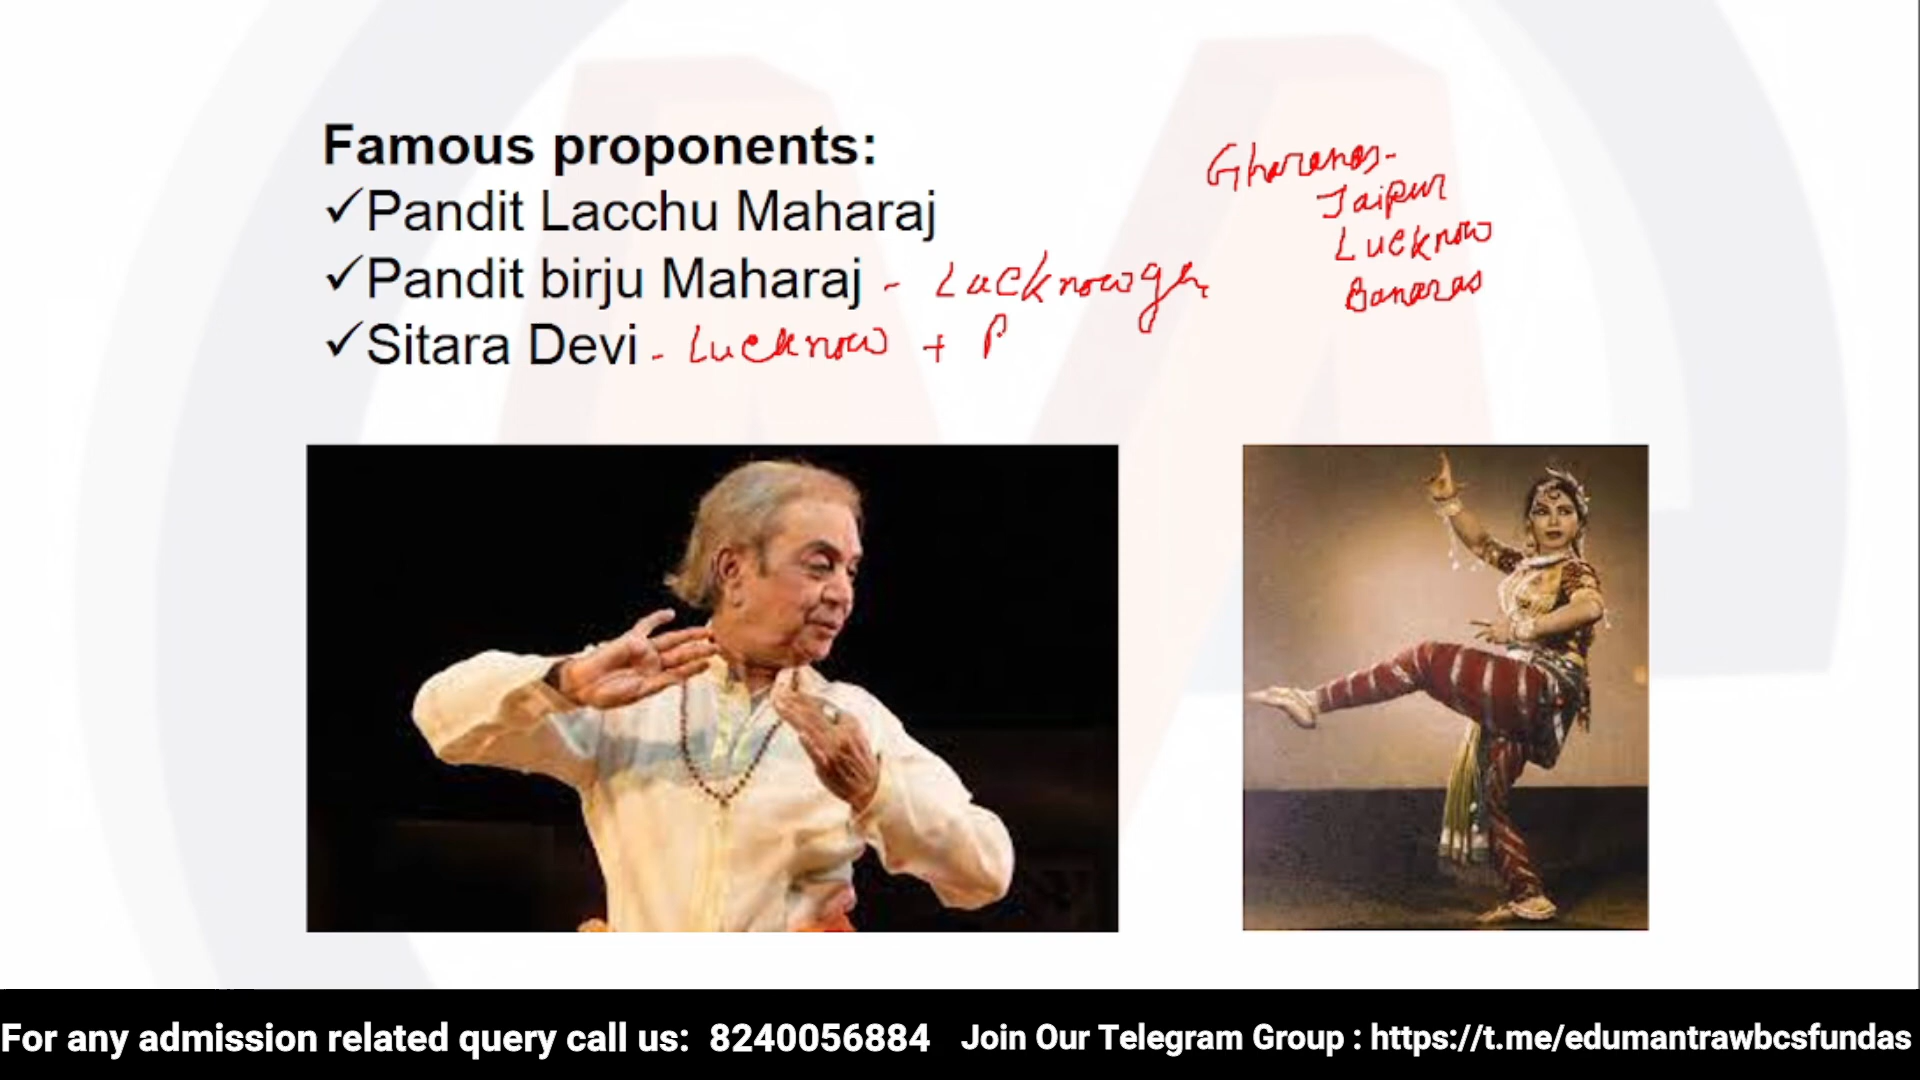 Famous proponents:
✓Pandit Lacchu Maharaj
✓Pandit birju Maharaj - Lucknow gh
✓Sitara Devi - Lucknow +
Gharanas-
Jaipur
Lucknow
Banaras
For any admission related query call us: 8240056884 Join Our Telegram Group : https://t.me/edumantrawbcsfundas